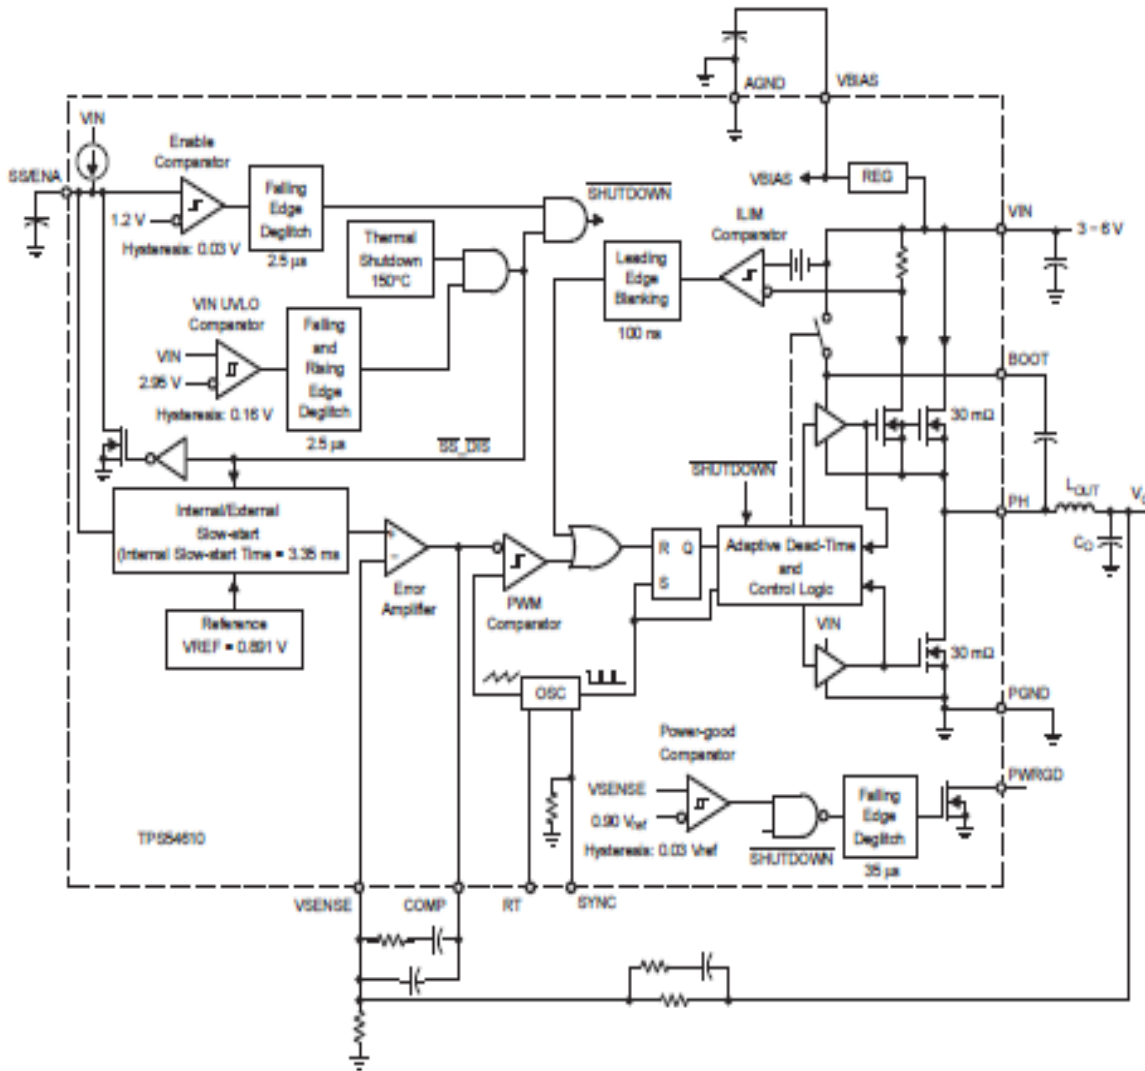 AGND
VBIAS
VIN
Enable
Comparator
SS/ENA
Falling
Edge
Deglitch
1.2 V
Hysteresis: 0.03 V
2.5 µs
SHUTDOWN
VBIAS
REG
VIN
3 – 6 V
ILIM
Comparator
Thermal
Shutdown
150°C
Leading
Edge
Blanking
100 ns
VIN UVLO
Comparator
Falling
and
Rising
Edge
Deglitch
VIN
2.95 V
Hysteresis: 0.16 V
2.5 µs
BOOT
30 mΩ
SS_DIS
SHUTDOWN
LOUT
VO
PH
CO
Internal/External
Slow-start
(Internal Slow-start Time = 3.35 ms
Error
Amplifier
PWM
Comparator
R Q
S
Adaptive Dead-Time
and
Control Logic
Reference
VREF = 0.891 V
VIN
30 mΩ
OSC
PGND
Power-good
Comparator
PWRGD
VSENSE
0.90 Vref
Hysteresis: 0.03 Vref
Falling
Edge
Deglitch
SHUTDOWN
35 µs
TPS54610
VSENSE
COMP
RT
SYNC